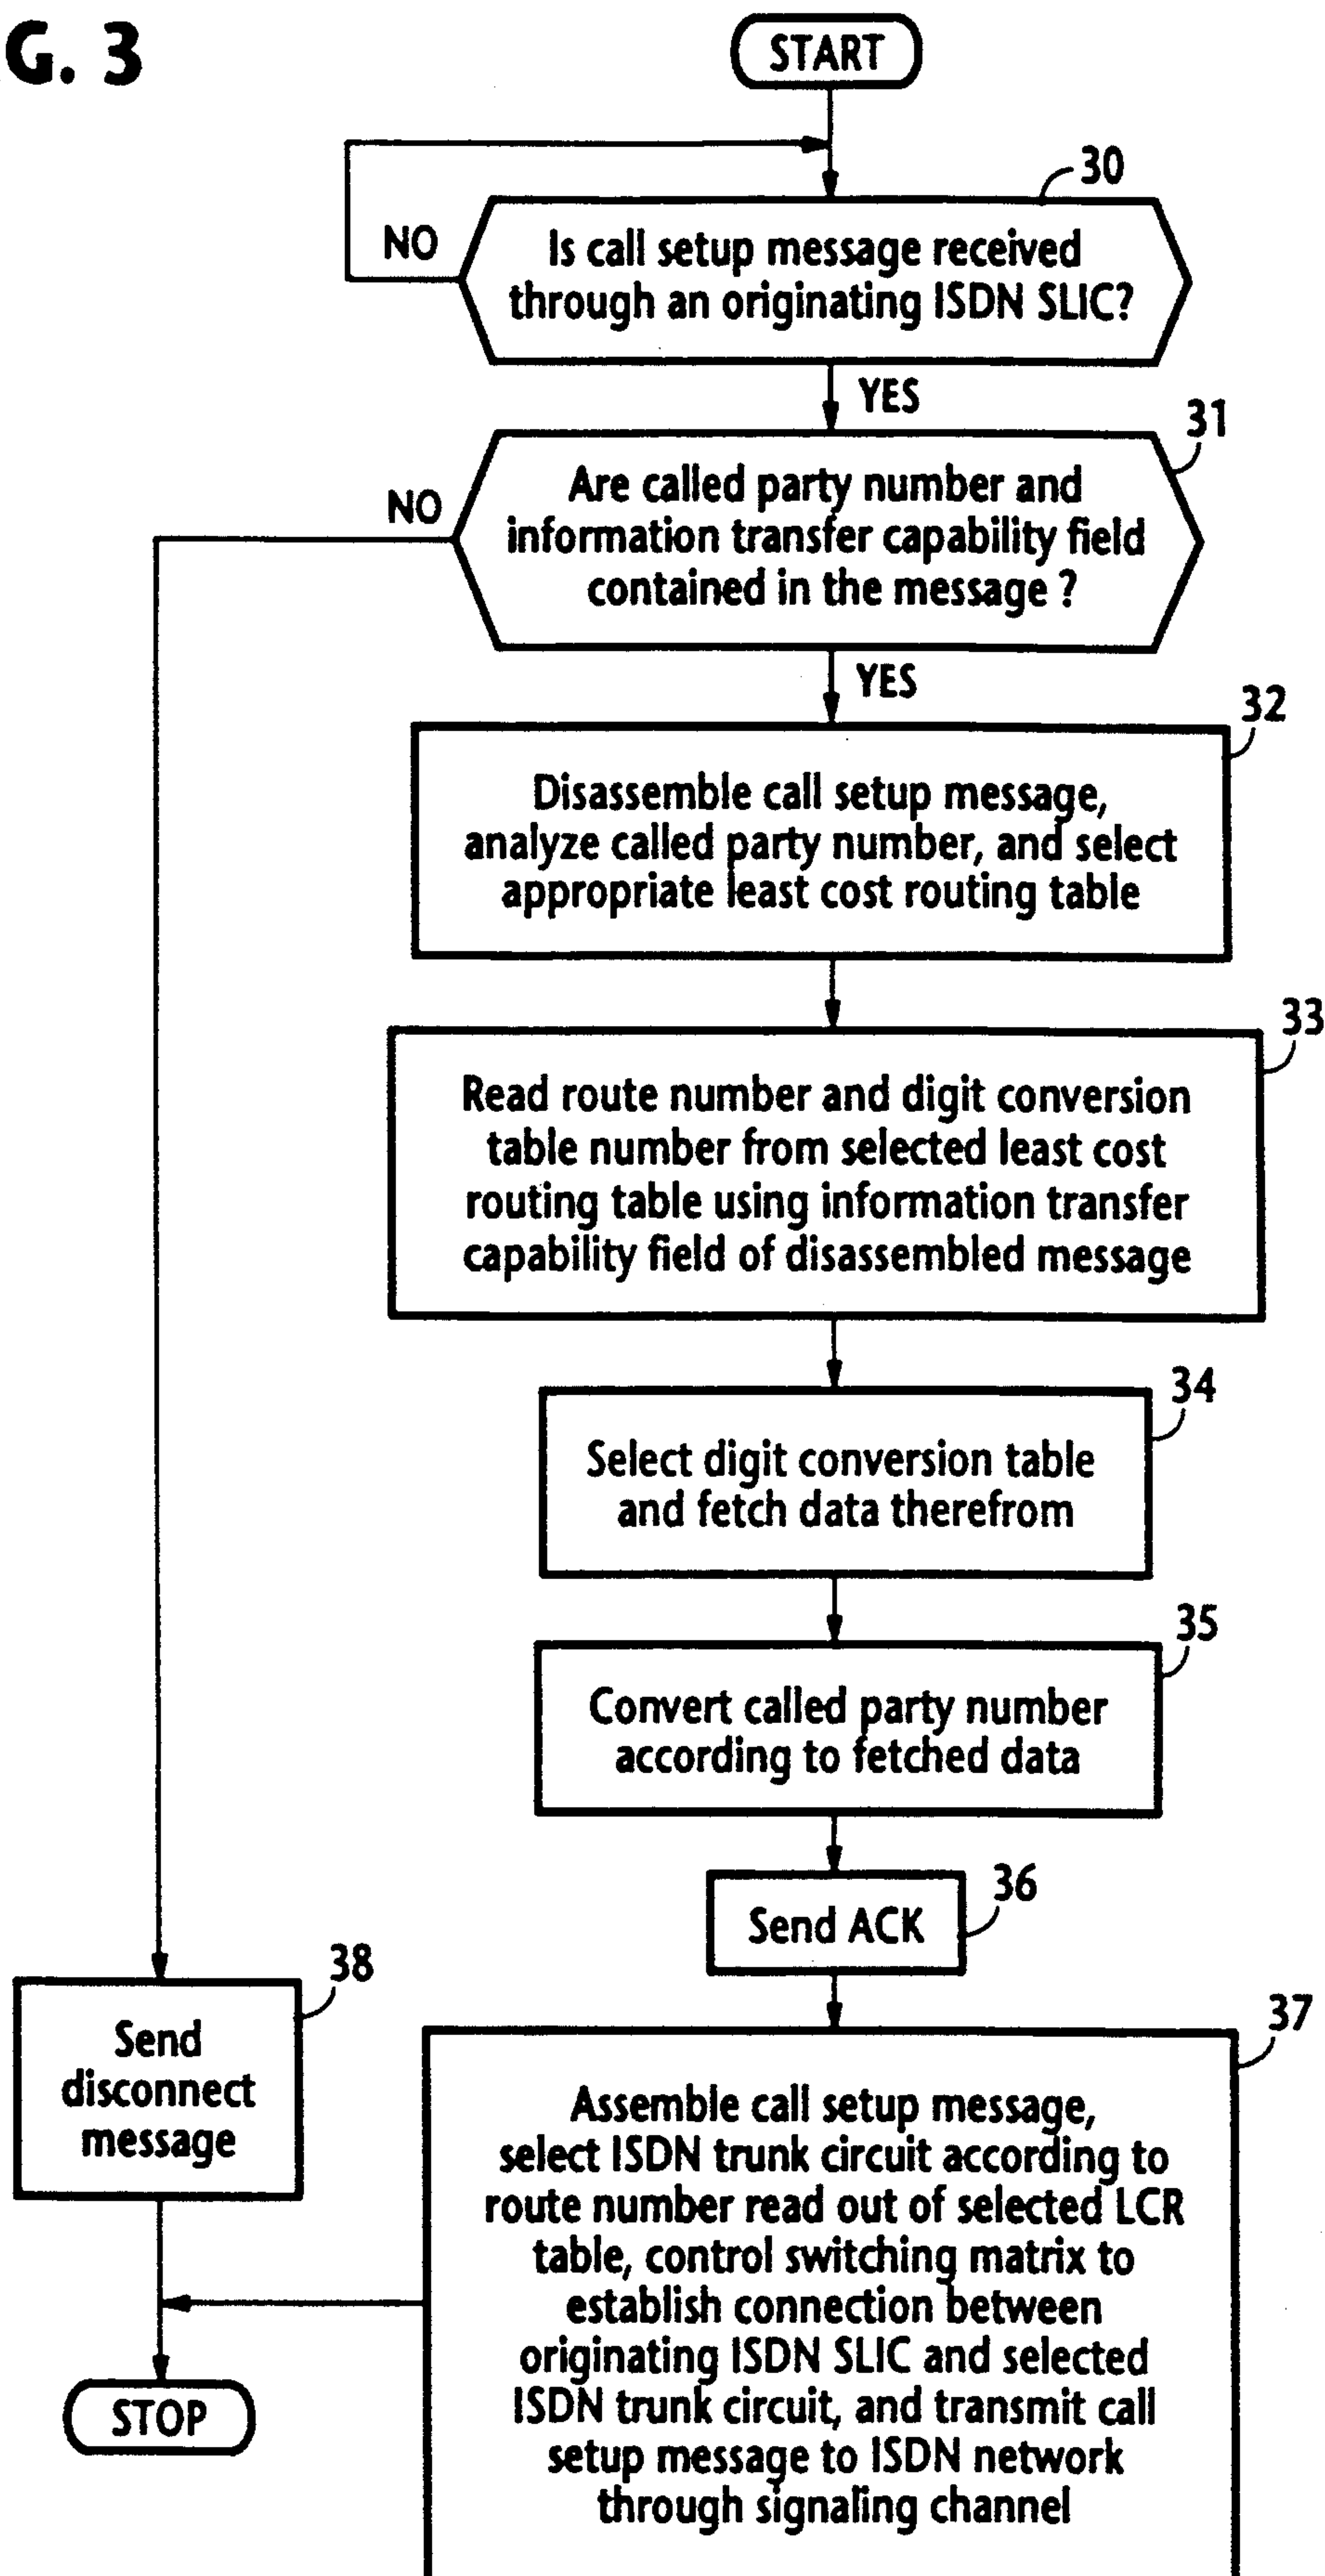 G. 3
START
30
NO
Is call setup message received
through an originating ISDN SLIC?
YES
31
NO
Are called party number and
information transfer capability field
contained in the message ?
YES
32
Disassemble call setup message,
analyze called party number, and select
appropriate least cost routing table
33
Read route number and digit conversion
table number from selected least cost
routing table using information transfer
capability field of disassembled message
34
Select digit conversion table
and fetch data therefrom
35
Convert called party number
according to fetched data
36
Send ACK
38
Send
disconnect
message
37
Assemble call setup message,
select ISDN trunk circuit according to
route number read out of selected LCR
table, control switching matrix to
establish connection between
originating ISDN SLIC and selected
ISDN trunk circuit, and transmit call
setup message to ISDN network
through signaling channel
STOP